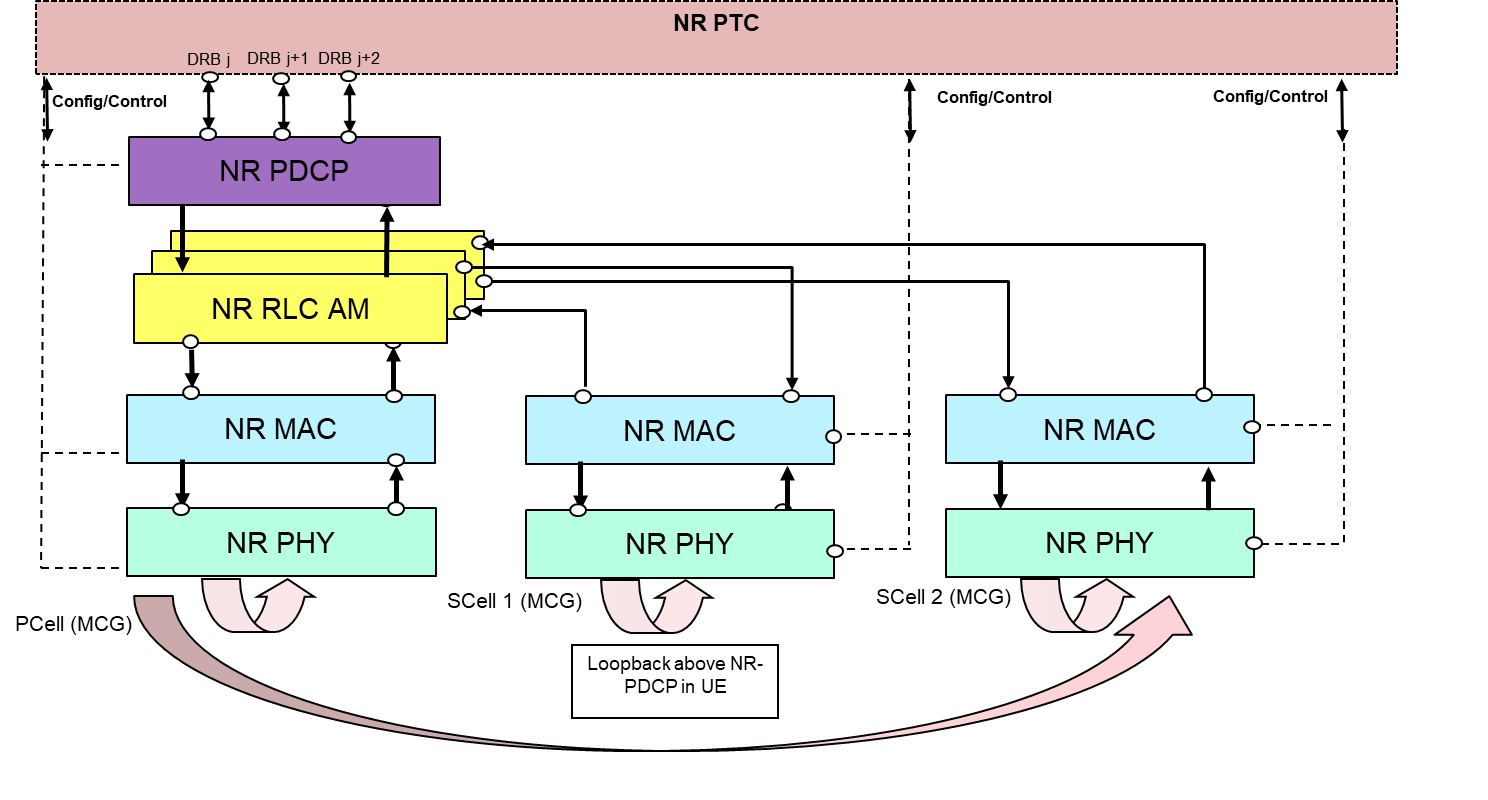 NR PTC
DRB j
DRB j+1
DRB j+2
Config/Control
Config/Control
Config/Control
NR PDCP
NR RLC AM
NR MAC
NR MAC
NR MAC
NR PHY
NR PHY
NR PHY
PCell (MCG)
SCell 1 (MCG)
SCell 2 (MCG)
Loopback above NR-
PDCP in UE